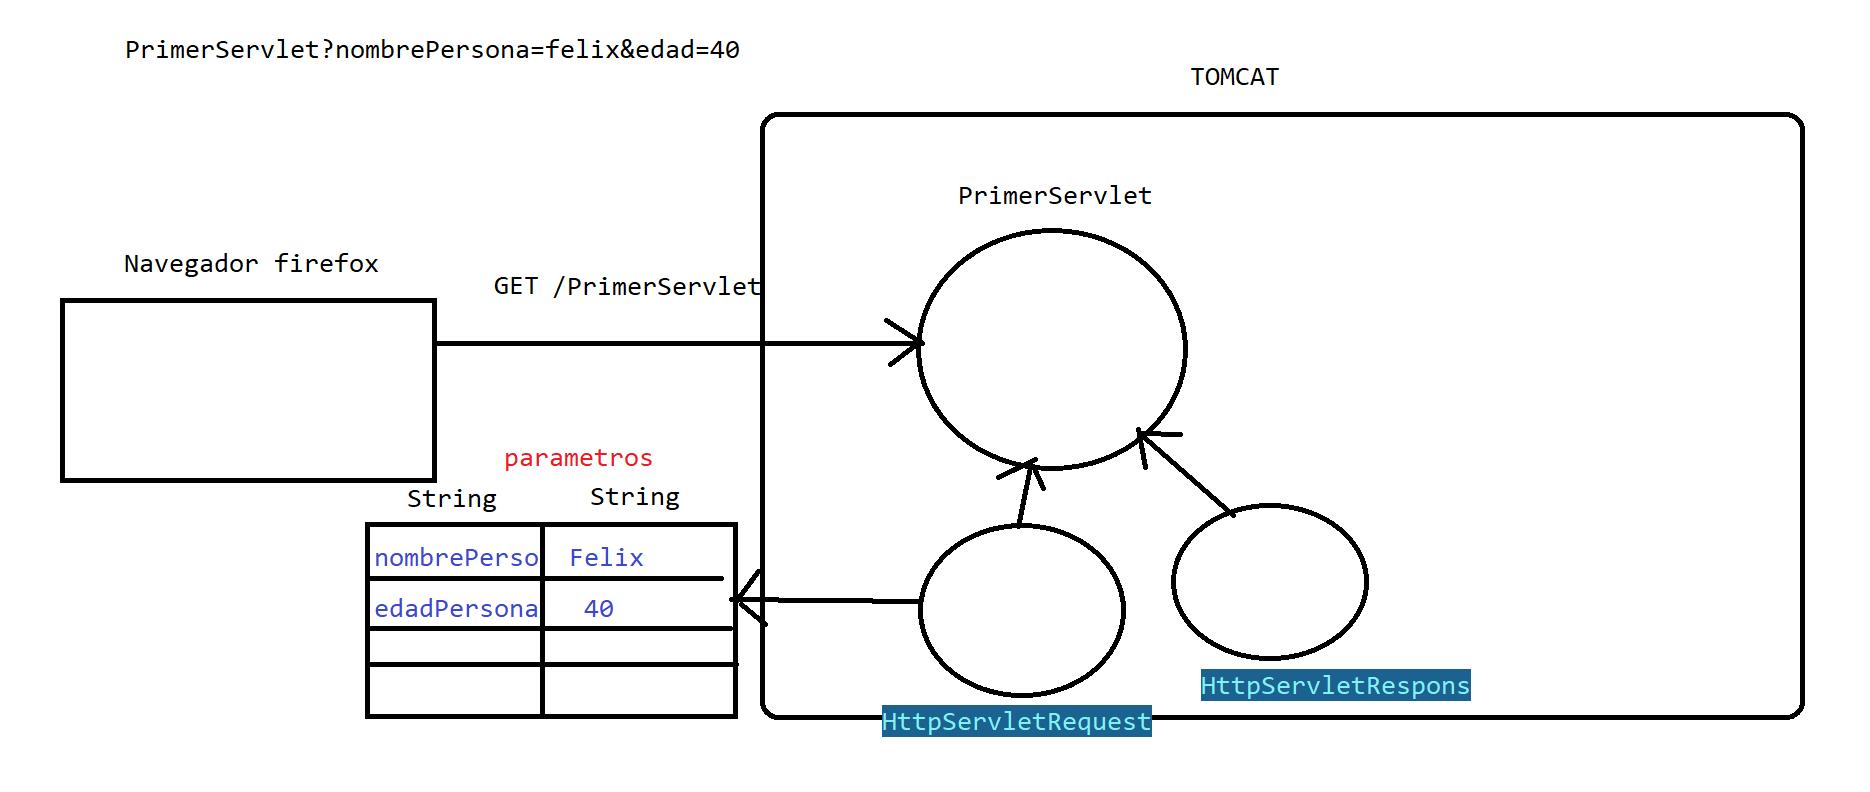 PrimerServlet?nombrePersona=felix&edad=40
TOMCAT
PrimerServlet
Navegador firefox
GET /PrimerServlet
parametros
String String
nombrePerso Felix
edadPersona 40
HttpServletRespons
HttpServletRequest